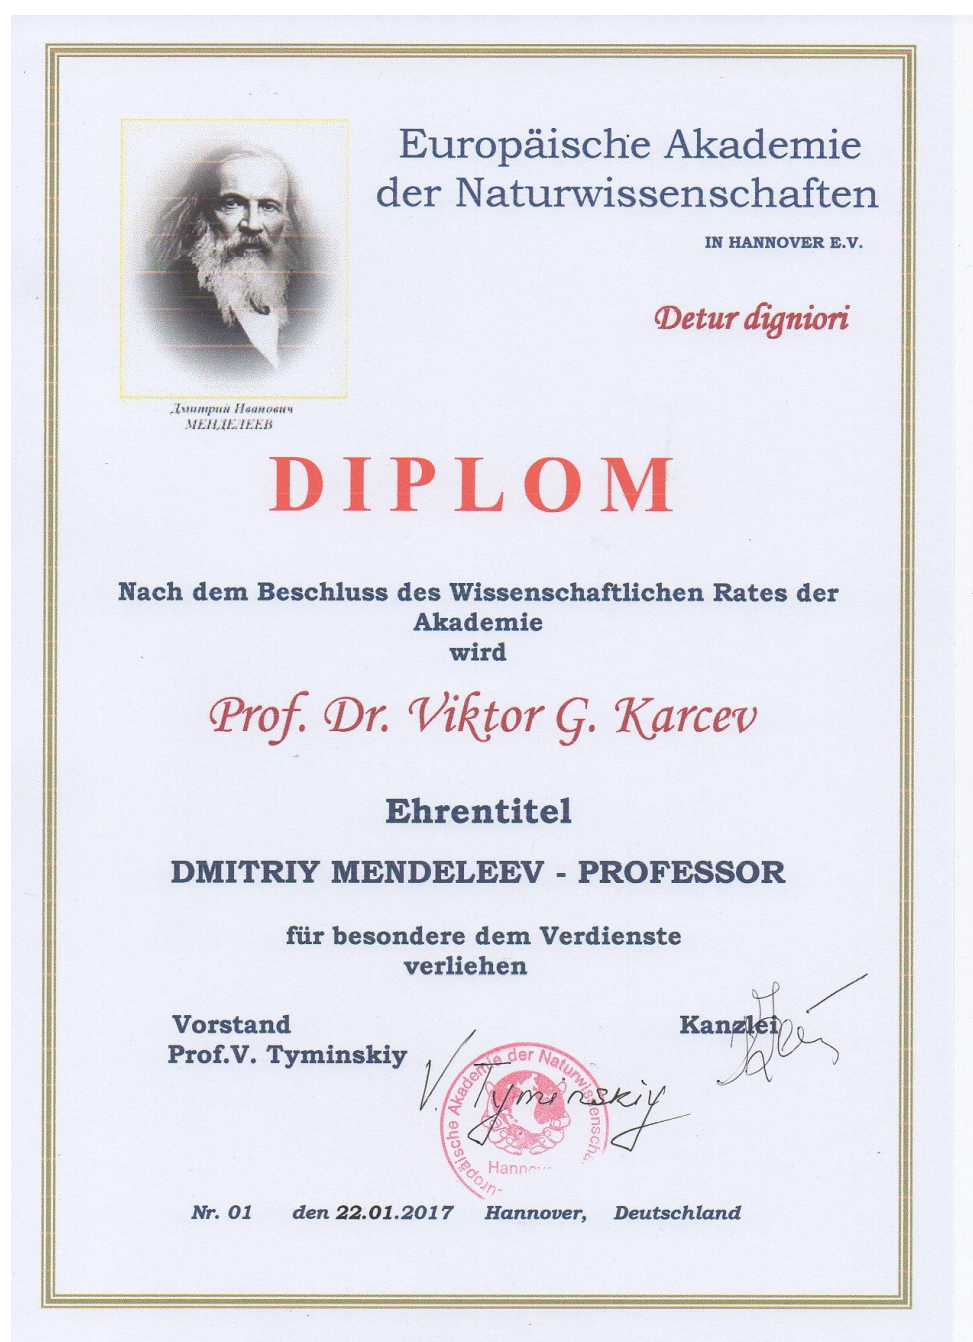 Europäische Akademie
der Naturwissenschaften
IN HANNOVER E.V.
Detur digniori
Дмитрий Иванович
МЕНДЕЛЕЕВ
DIPLOM
Nach dem Beschluss des Wissenschaftlichen Rates der
Akademie
wird
Prof. Dr. Viktor G. Karcev
Ehrentitel
DMITRIY MENDELEEV - PROFESSOR
für besondere dem Verdienste
verliehen
Vorstand
Kanzlei
Prof.V. Tyminskiy
V. Tyminskiy
Akademie der Naturwissenscha
Nr. 01 den 22.01.2017 Hannover, Deutschland